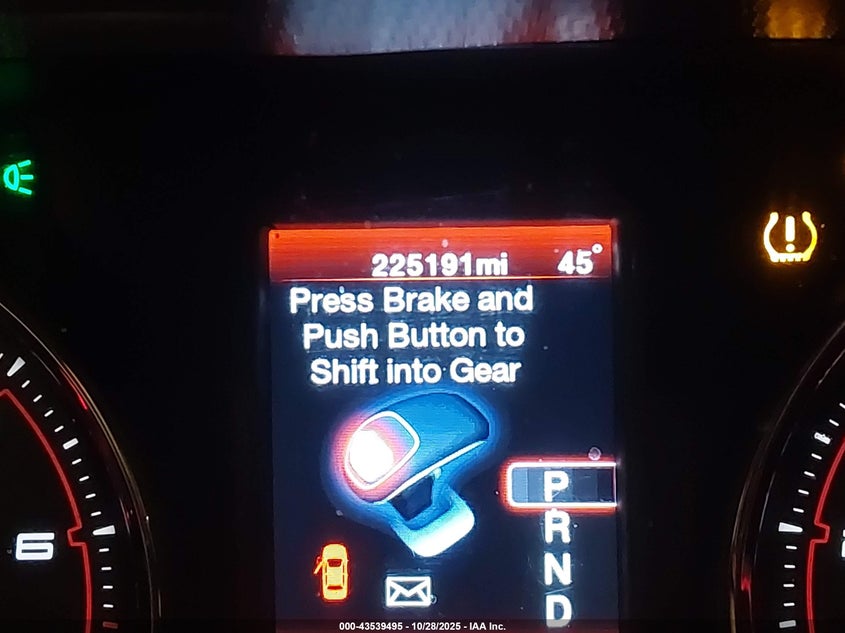 225191mi 45°
Press Brake and
Push Button to
Shift into Gear
P
R
N
D
6
000-43539495 - 10/28/2025 - IAA Inc.